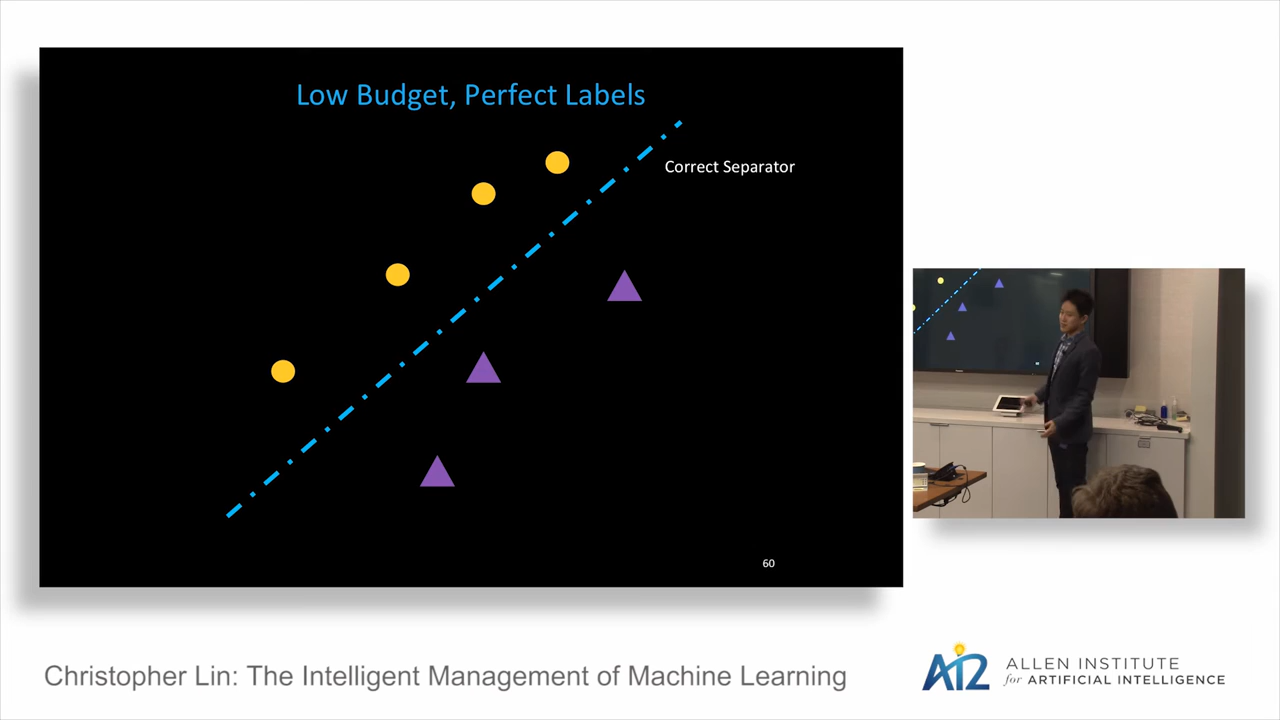 Low Budget, Perfect Labels
Correct Separator
60
Christopher Lin: The Intelligent Management of Machine Learning
AI2
ALLEN INSTITUTE
for ARTIFICIAL INTELLIGENCE